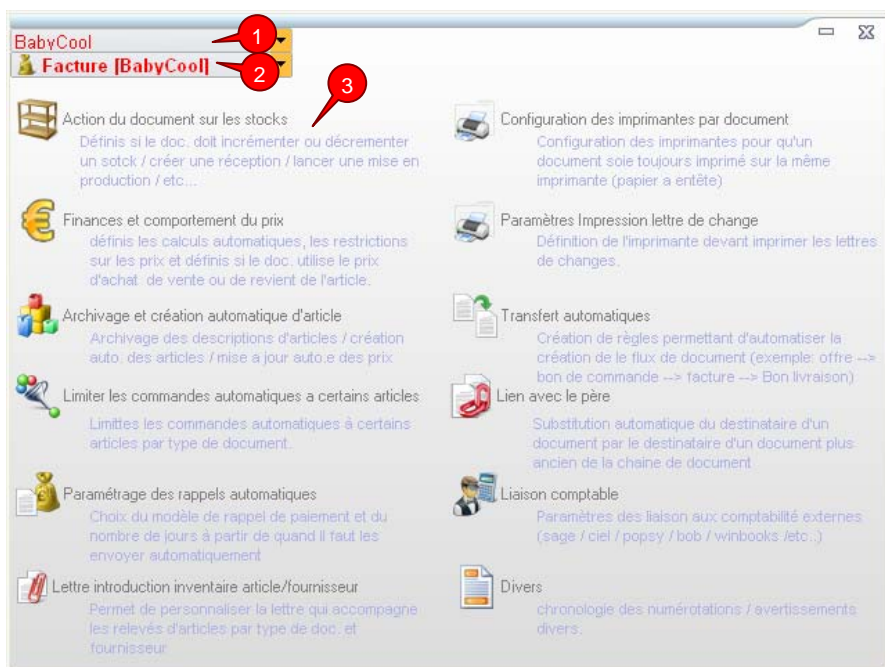 BabyCool
1
Facture [BabyCool]
2
3
Action du document sur les stocks
Définis si le doc. doit incrémenter ou décrementer
un sotck / créer une réception / lancer une mise en
production / etc...
Finances et comportement du prix
définis les calculs automatiques, les restrictions
sur les prix et définis si le doc. utilise le prix
d'achat de vente ou de revient de l'article.
Archivage et création automatique d'article
Archivage des descriptions d'articles / création
auto. des articles / mise a jour auto.e des prix
Limiter les commandes automatiques a certains articles
Limittes les commandes automatiques à certains
articles par type de document.
Paramétrage des rappels automatiques
Choix du modèle de rappel de paiement et du
nombre de jours à partir de quand il faut les
envoyer automatiquement
Lettre introduction inventaire article/fournisseur
Permet de personnaliser la lettre qui accompagne
les relevés d'articles par type de doc. et
fournisseur
Configuration des imprimantes par document
Configuration des imprimantes pour qu'un
document soie toujours imprimé sur la même
imprimante (papier a entête)
Paramètres Impression lettre de change
Définition de l'imprimante devant imprimer les lettres
de changes.
Transfert automatiques
Création de règles permettant d'automatiser la
création de le flux de document (exemple: offre -->
bon de commande --> facture --> Bon livraison)
Lien avec le père
Substitution automatique du destinataire d'un
document par le destinataire d'un document plus
ancien de la chaine de document
Liaison comptable
Paramètres des liaison aux comptabilité externes
(sage / ciel / popsy / bob / winbooks /etc..)
Divers
chronologie des numérotations / avertissements
divers.